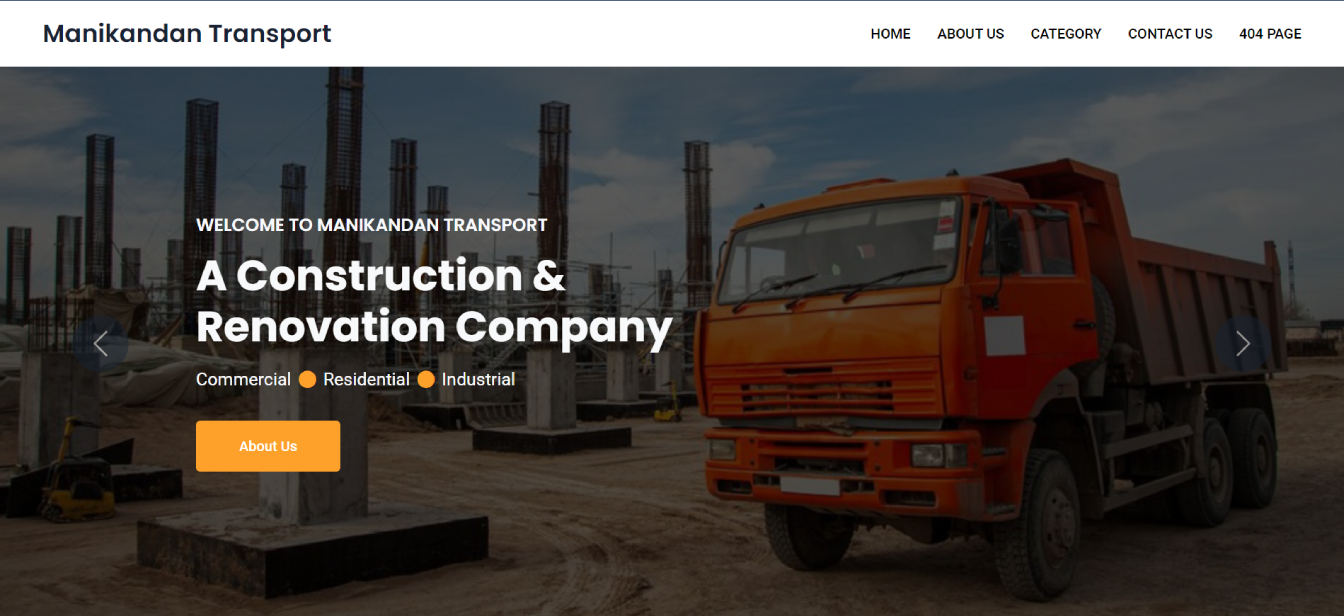 Manikandan Transport
HOME ABOUT US CATEGORY CONTACT US 404 PAGE
WELCOME TO MANIKANDAN TRANSPORT
A Construction &
Renovation Company
Commercial Residential Industrial
About Us